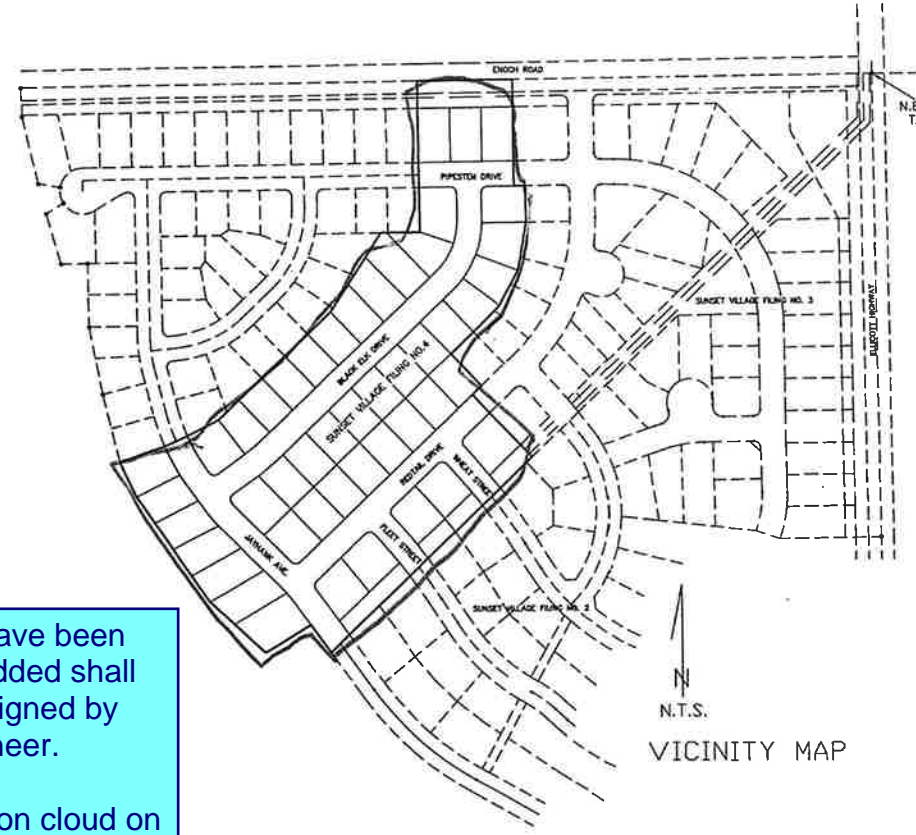 ENOCH ROAD
N.E
T.
PIPESTEM DRIVE
SUNSET VILLAGE FILING NO. 3
ELLICOTT HIGHWAY
BLACK ELK DRIVE
SUNSET VILLAGE FILING NO.4
REDTAIL DRIVE
WHEAT STREET
FLEET STREET
JAYHAWK AVE.
SUNSET VILLAGE FILING NO. 2
ave been
dded shall
igned by
neer.
on cloud on
N
N.T.S.
VICINITY MAP